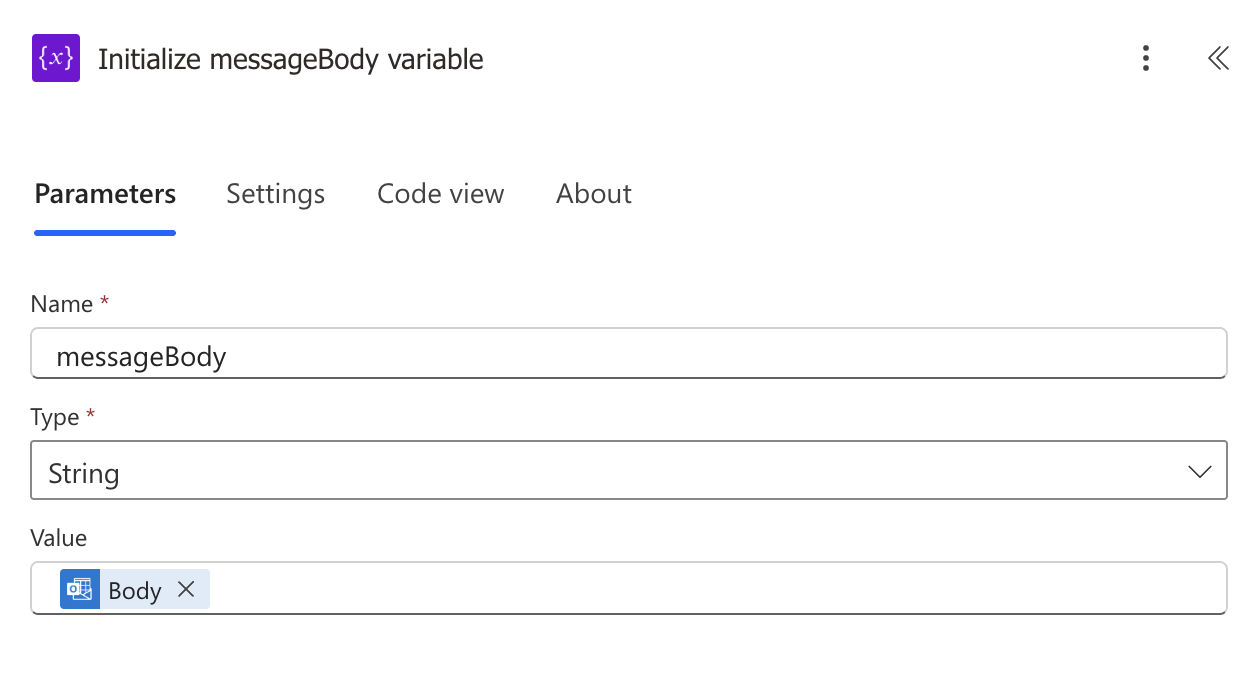 {x} Initialize messageBody variable
Parameters Settings Code view About
Name *
messageBody
Type *
String
Value
Body